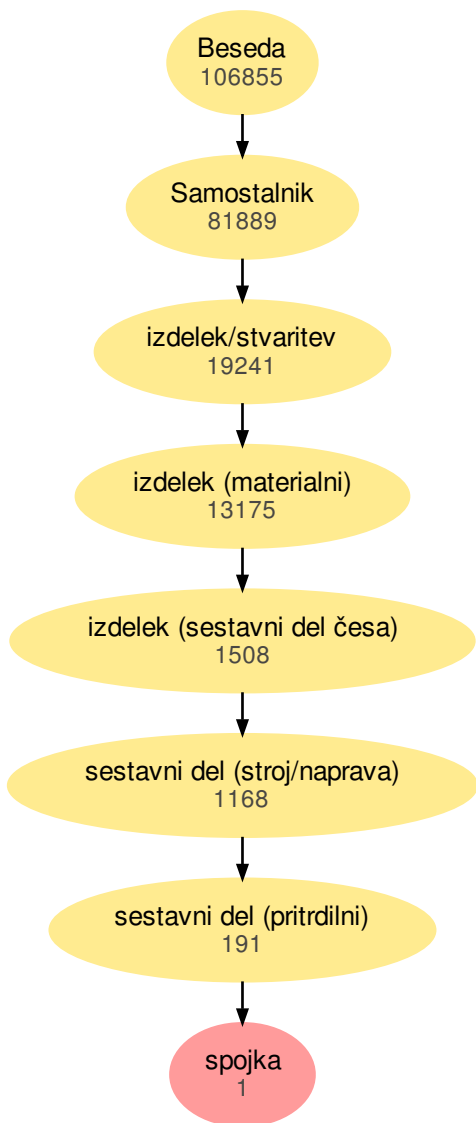 Beseda
106855
Samostalnik
81889
izdelek/stvaritev
19241
izdelek (materialni)
13175
izdelek (sestavni del česa)
1508
sestavni del (stroj/naprava)
1168
sestavni del (pritrdilni)
191
spojka
1